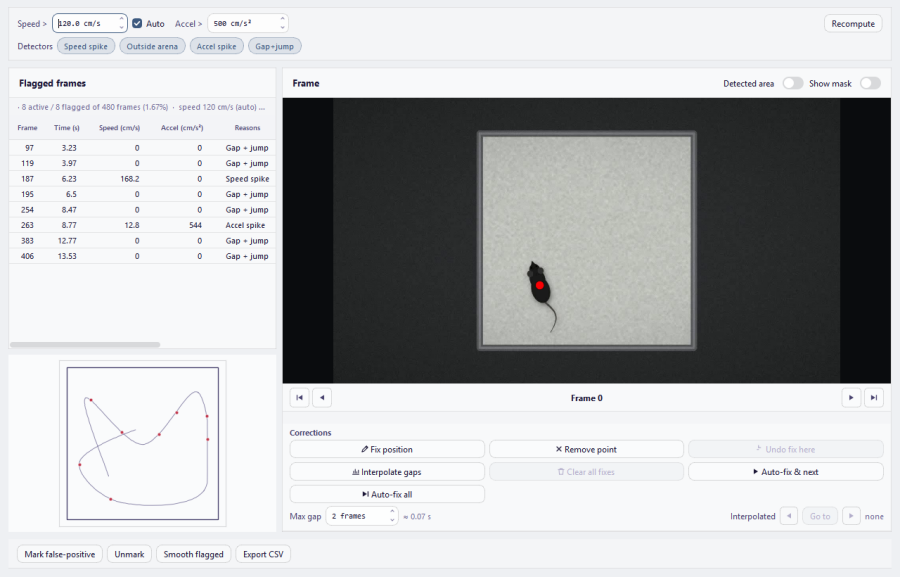 Speed > 120.0 cm/s Auto Accel > 500 cm/s² Recompute
Detectors Speed spike Outside arena Accel spike Gap+jump
Flagged frames
· 8 active / 8 flagged of 480 frames (1.67%) · speed 120 cm/s (auto) ...
Frame Time (s) Speed (cm/s) Accel (cm/s²) Reasons
97 3.23 0 0 Gap + jump
119 3.97 0 0 Gap + jump
187 6.23 168.2 0 Speed spike
195 6.5 0 0 Gap + jump
254 8.47 0 0 Gap + jump
263 8.77 12.8 544 Accel spike
383 12.77 0 0 Gap + jump
406 13.53 0 0 Gap + jump
Frame Detected area Show mask
Frame 0
Corrections
Fix position Remove point Undo fix here
Interpolate gaps Clear all fixes Auto-fix & next
Auto-fix all
Max gap 2 frames ≈ 0.07 s Interpolated Go to none
Mark false-positive Unmark Smooth flagged Export CSV